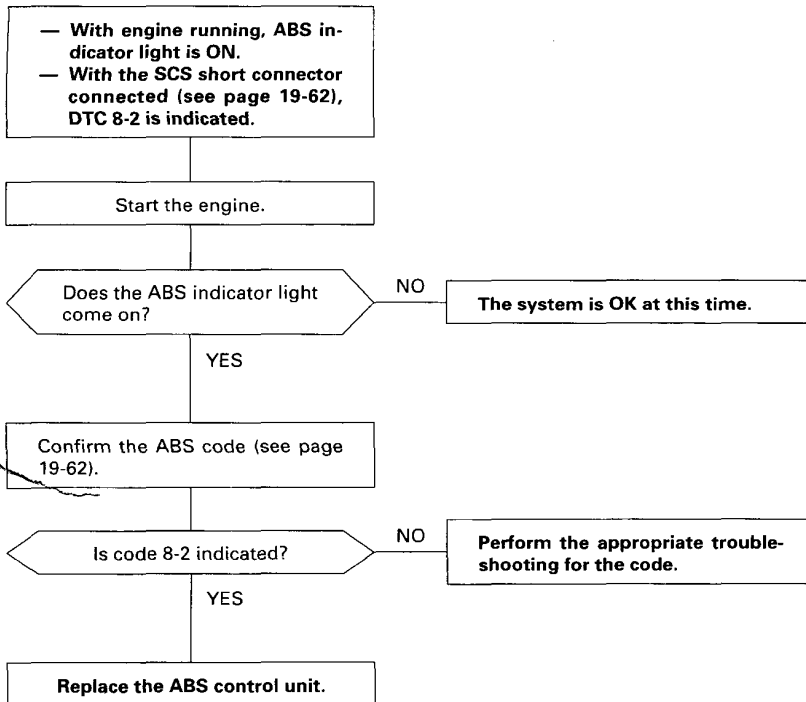 — With engine running, ABS in-
dicator light is ON.
— With the SCS short connector
connected (see page 19-62),
DTC 8-2 is indicated.
Start the engine.
Does the ABS indicator light
come on?
NO
The system is OK at this time.
YES
Confirm the ABS code (see page
19-62).
Is code 8-2 indicated?
NO
Perform the appropriate trouble-
shooting for the code.
YES
Replace the ABS control unit.